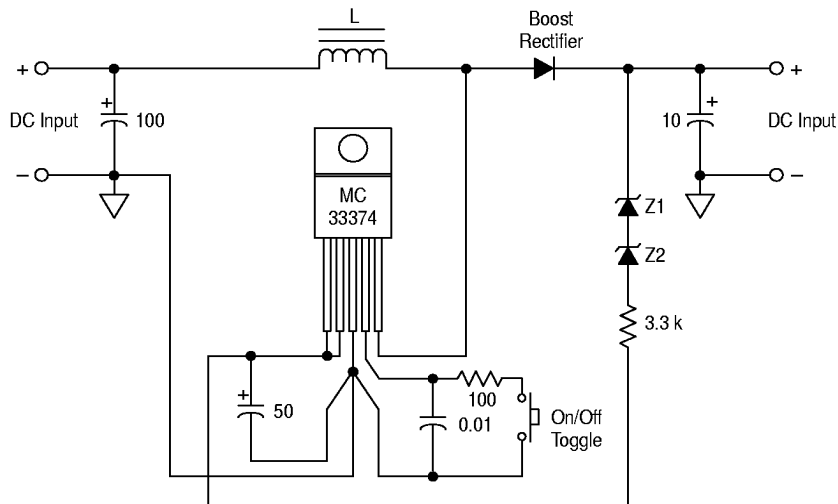 L
Boost
Rectifier
+
+
+
+
DC Input
100
10
DC Input
−
−
MC
33374
Z1
Z2
3.3 k
+
50
100
0.01
On/Off
Toggle